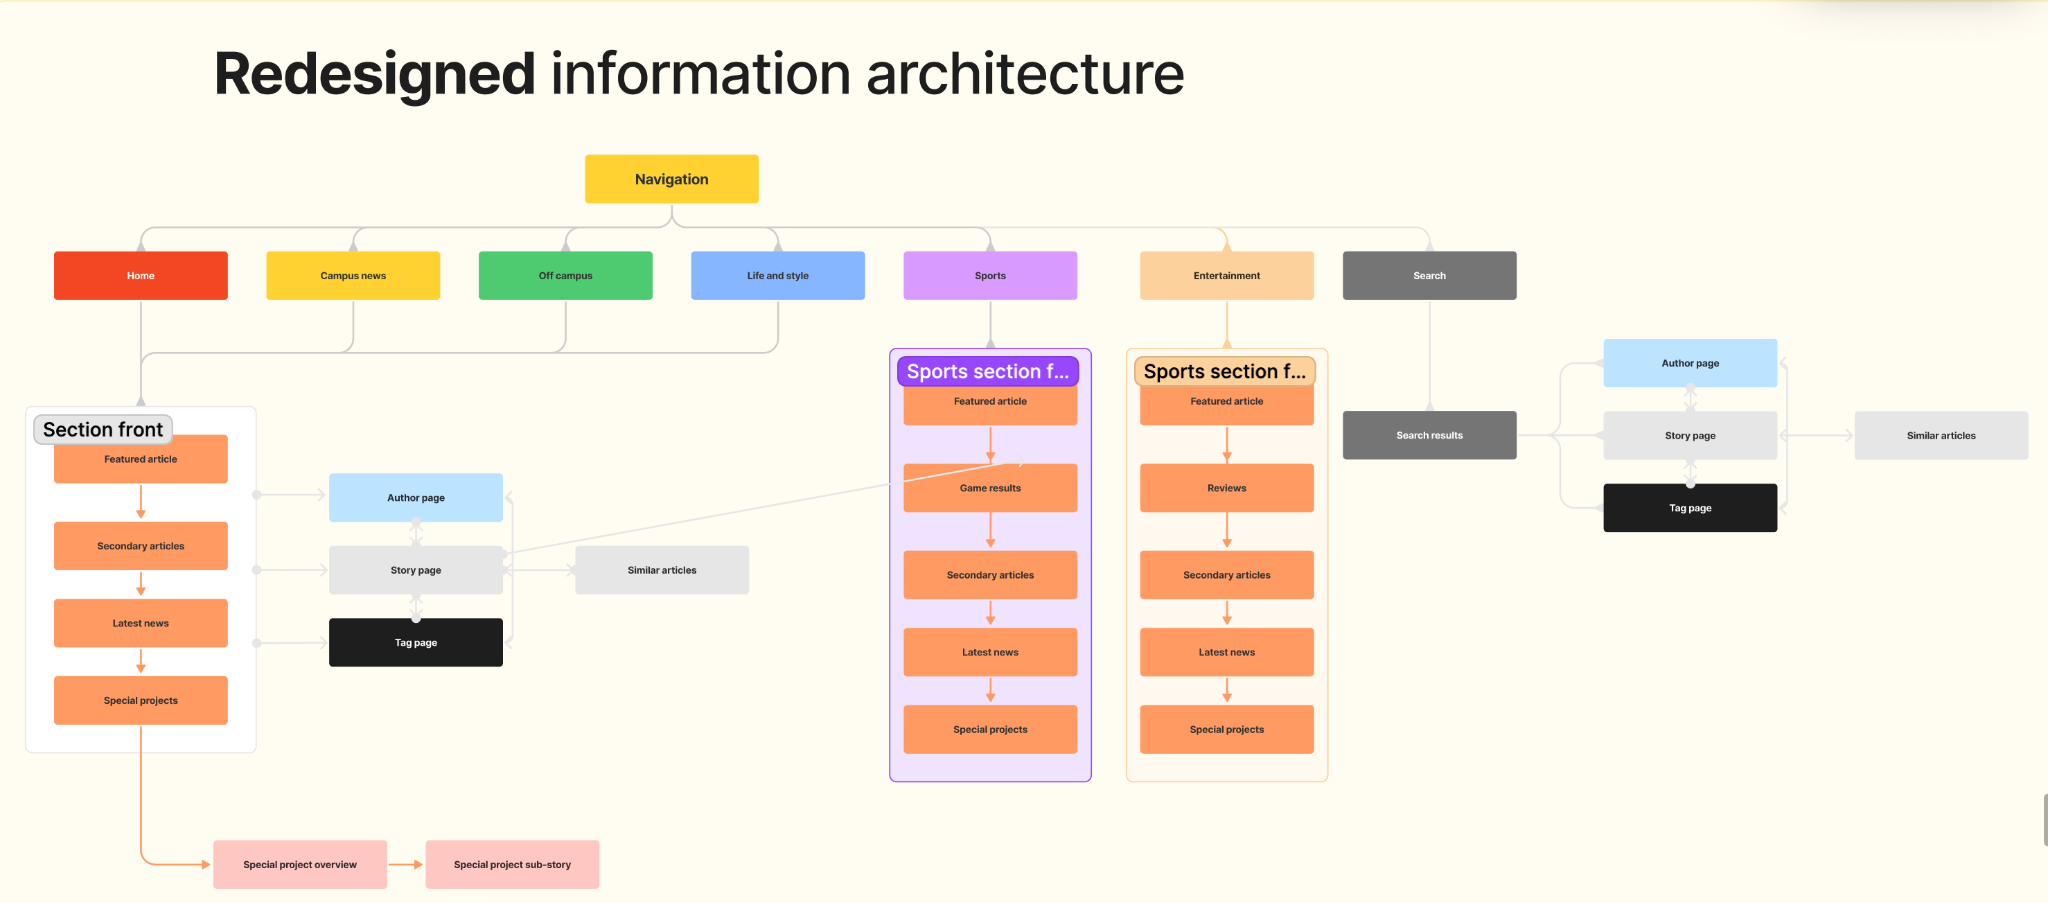 Redesigned information architecture
Navigation
Home
Campus news
Off campus
Life and style
Sports
Entertainment
Search
Section front
Featured article
Secondary articles
Latest news
Special projects
Author page
Story page
Similar articles
Tag page
Special project overview
Special project sub-story
Sports section f...
Featured article
Game results
Secondary articles
Latest news
Special projects
Sports section f...
Featured article
Reviews
Secondary articles
Latest news
Special projects
Search results
Author page
Story page
Similar articles
Tag page